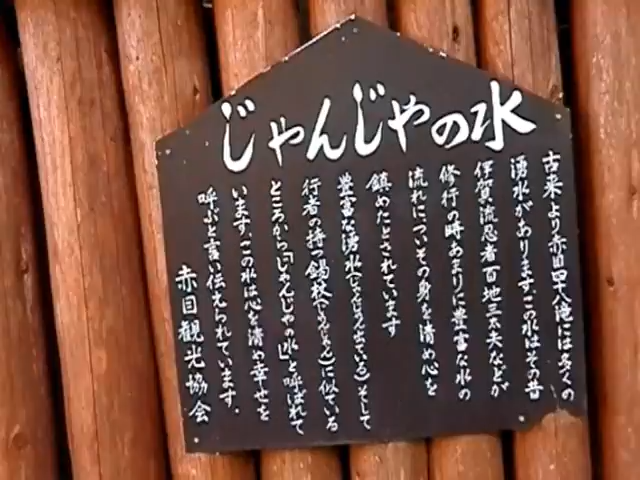 じゃんじゃの水
古来より赤目四十八滝には多くの
湧水があります。この水はその昔
伊賀流忍者百地三太夫などが
修行の時あまりに豊富な水の
流れについその身を清め心を
鎮めたとされています
豊富な湧水(じゃんじゃん出ている)そして
行者の持つ錫杖(じゃんじゃん)に似ている
ところから「じゃんじゃの水」と呼ばれて
います。この水は心を清め幸せを
呼ぶと言い伝えられています。
赤目観光協会